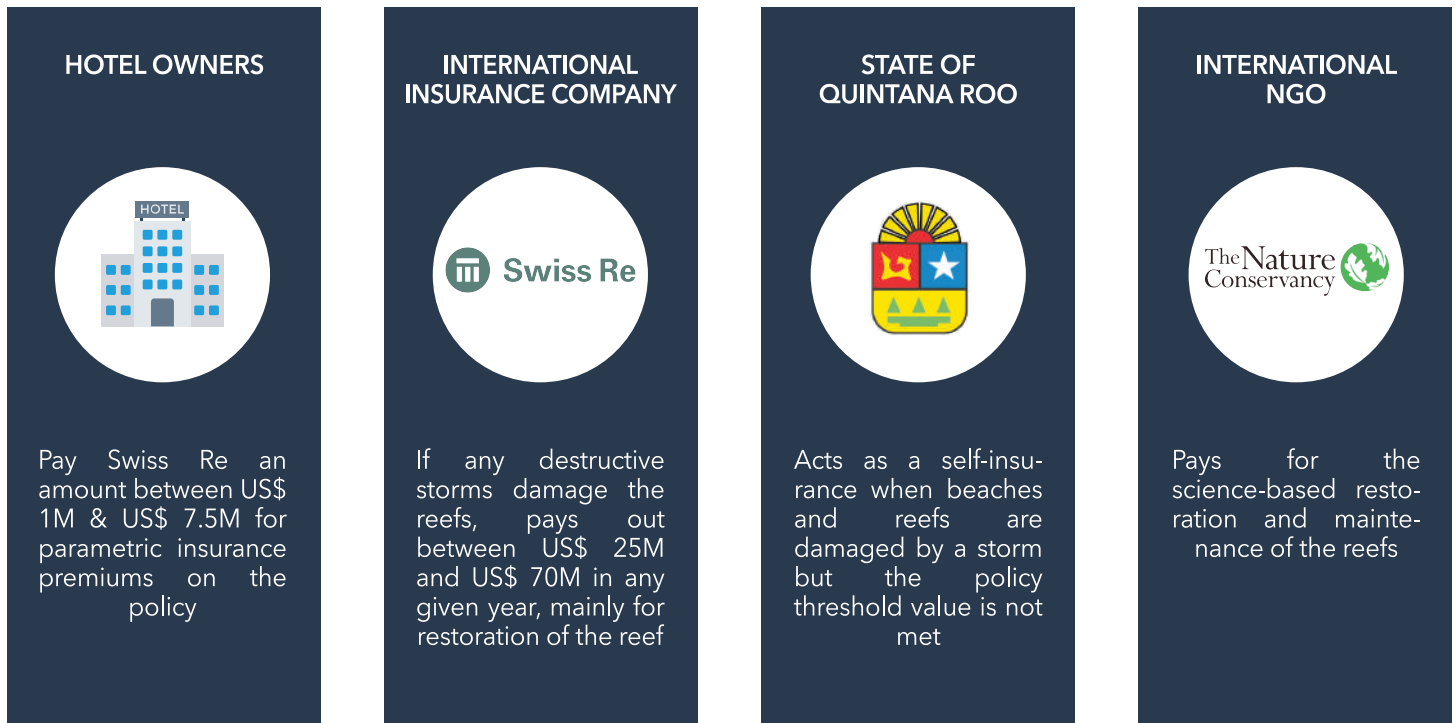 HOTEL OWNERS
HOTEL
Pay Swiss Re an
amount between US$
1M & US$ 7.5M for
parametric insurance
premiums on the
policy
INTERNATIONAL
INSURANCE COMPANY
Swiss Re
If any destructive
storms damage the
reefs, pays out
between US$ 25M
and US$ 70M in any
given year, mainly for
restoration of the reef
STATE OF
QUINTANA ROO
Acts as a self-insu-
rance when beaches
and reefs are
damaged by a storm
but the policy
threshold value is not
met
INTERNATIONAL
NGO
The Nature
Conservancy
Pays for the
science-based resto-
ration and mainte-
nance of the reefs